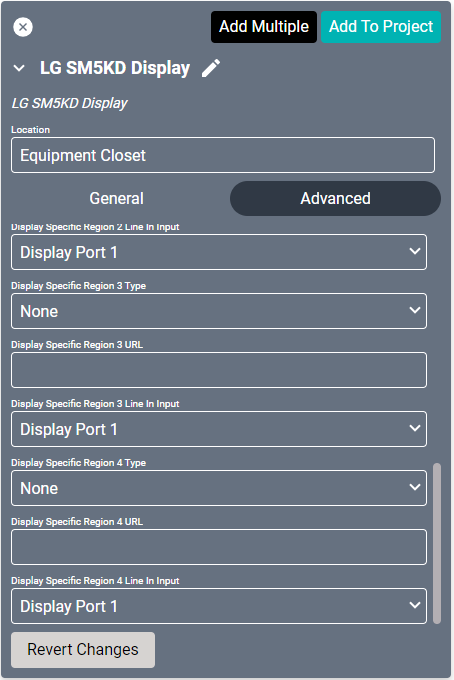 Add Multiple
Add To Project
LG SM5KD Display
LG SM5KD Display
Location
Equipment Closet
General
Advanced
Display Specific Region 2 Line In Input
Display Port 1
Display Specific Region 3 Type
None
Display Specific Region 3 URL
Display Specific Region 3 Line In Input
Display Port 1
Display Specific Region 4 Type
None
Display Specific Region 4 URL
Display Specific Region 4 Line In Input
Display Port 1
Revert Changes